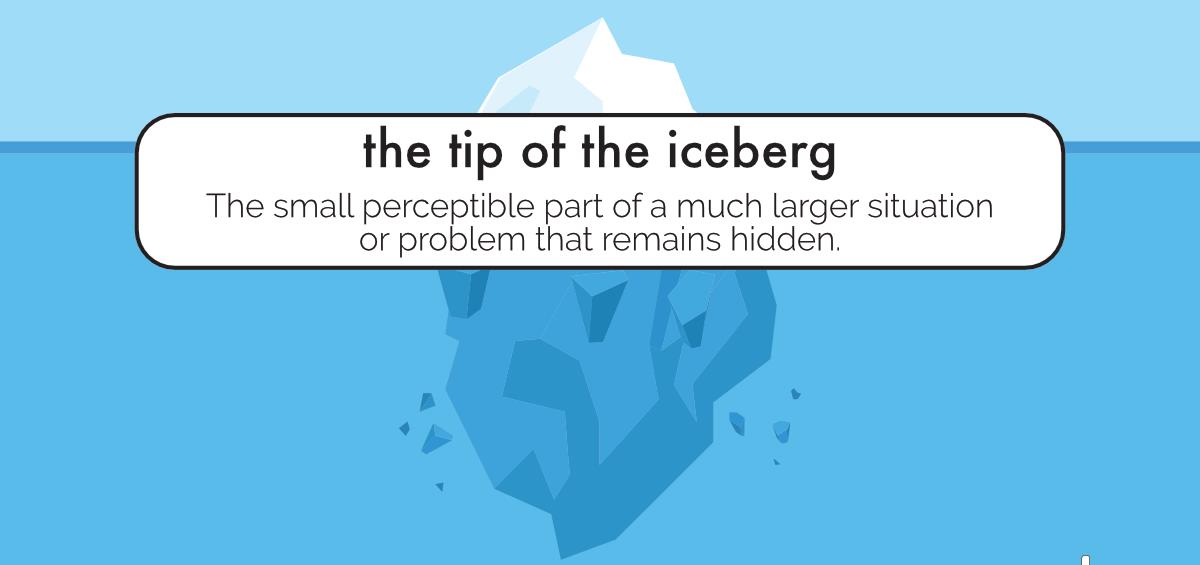 the tip of the iceberg
The small perceptible part of a much larger situation
or problem that remains hidden.